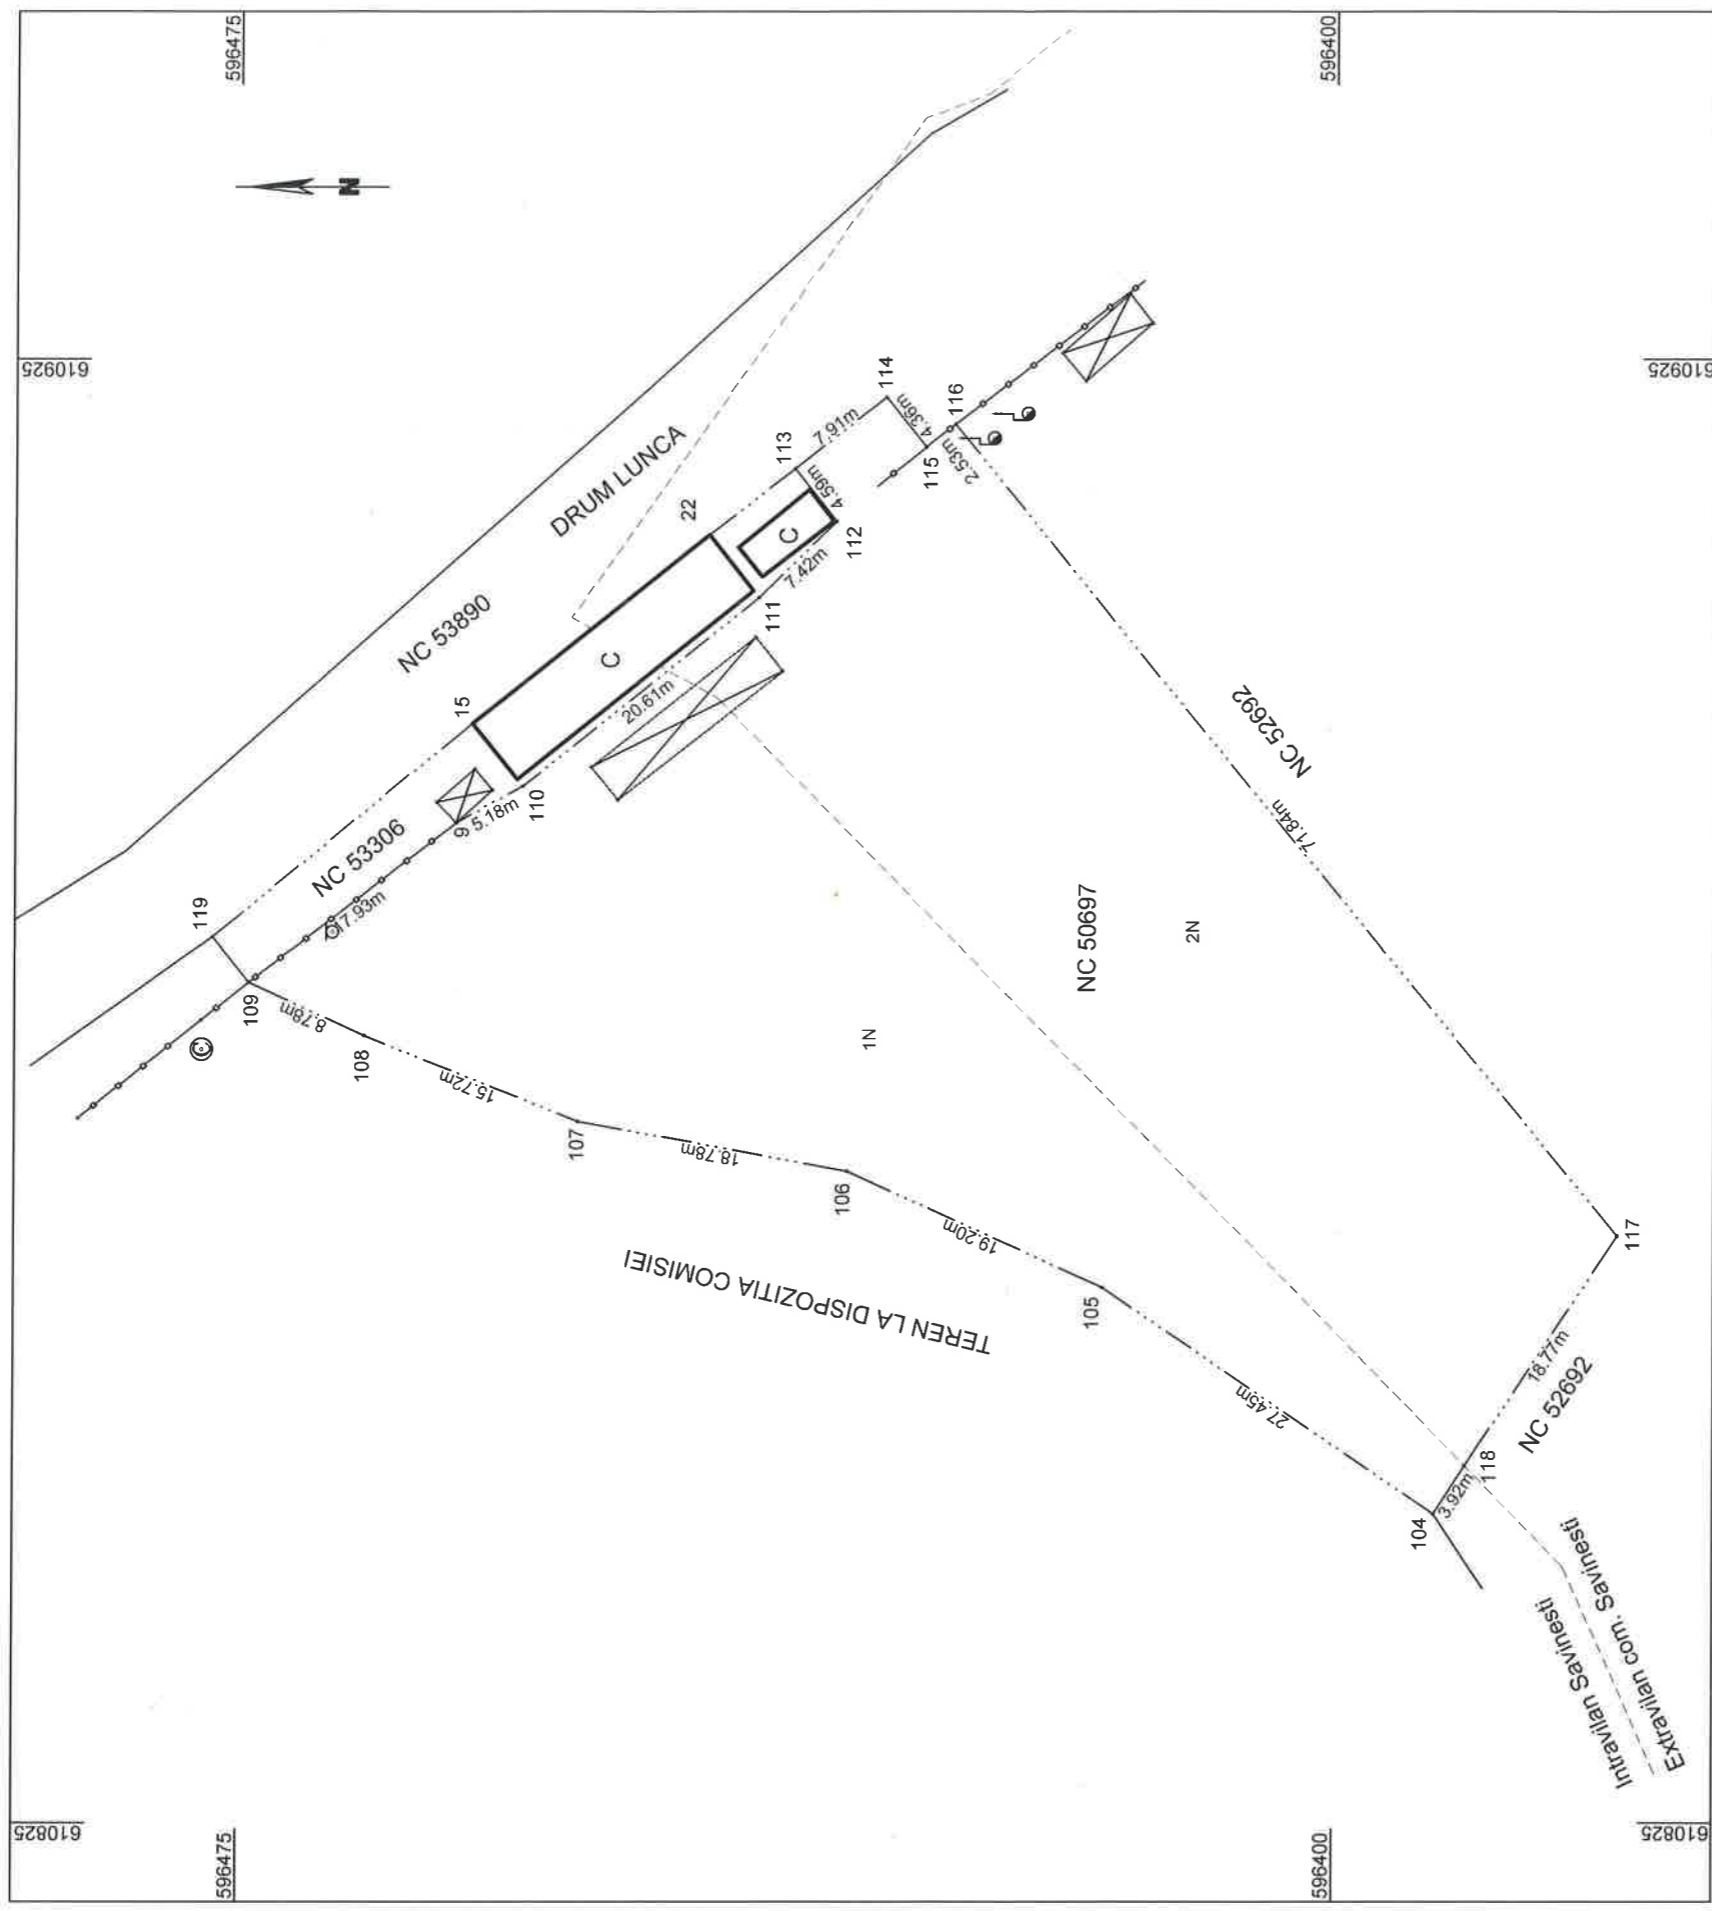 596475
596400
N
610925
610925
DRUM LUNCA
NC 53890
114
116
4.36m
7.91m
113
115
2.53m
22
4.59m
C
112
7.42m
111
C
15
20.61m
NC 52692
110
5.18m
9
NC 53306
17.93m
71.84m
119
NC 50697
2N
109
8.78m
108
1N
15.72m
107
18.78m
106
19.20m
105
117
TEREN LA DISPOZITIA COMISIEI
27.45m
18.77m
NC 52692
118
3.92m
104
Intravilan Savinesti
Extravilan com. Savinesti
610825
610825
596475
596400